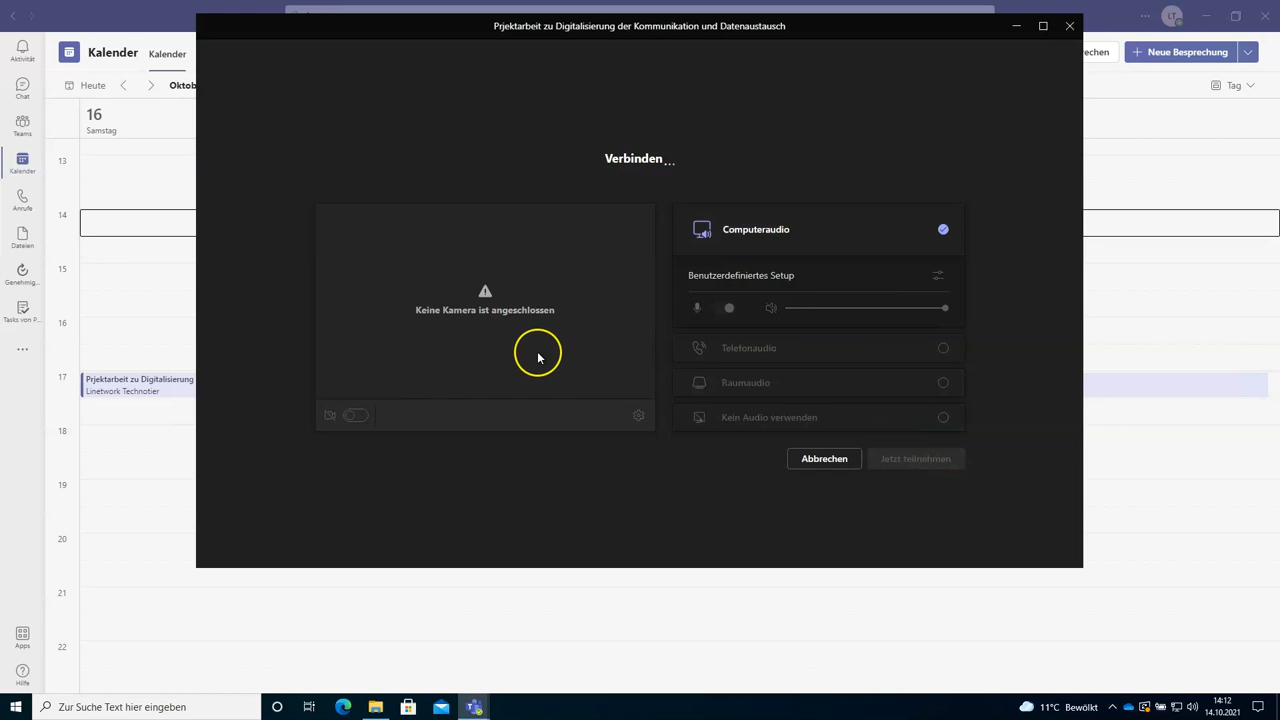 Prjektarbeit zu Digitalisierung der Kommunikation und Datenaustausch
LT
Aktivität
Kalender
Kalender
chen
Neue Besprechung
Chat
Heute
Oktob
Tag
Teams
16
Samstag
Kalender
13
Verbinden...
Anrufe
14
Computeraudio
Dateien
15
Benutzerdefiniertes Setup
Genehmig...
Keine Kamera ist angeschlossen
Tasks von P...
16
Telefonaudio
17
Prjektarbeit zu Digitalisierung
Linetwork Technotier
Raumaudio
Kein Audio verwenden
18
Abbrechen
Jetzt teilnehmen
19
20
21
22
Apps
Hilfe
Zur Suche Text hier eingeben
11°C Bewölkt
14:12
14.10.2021